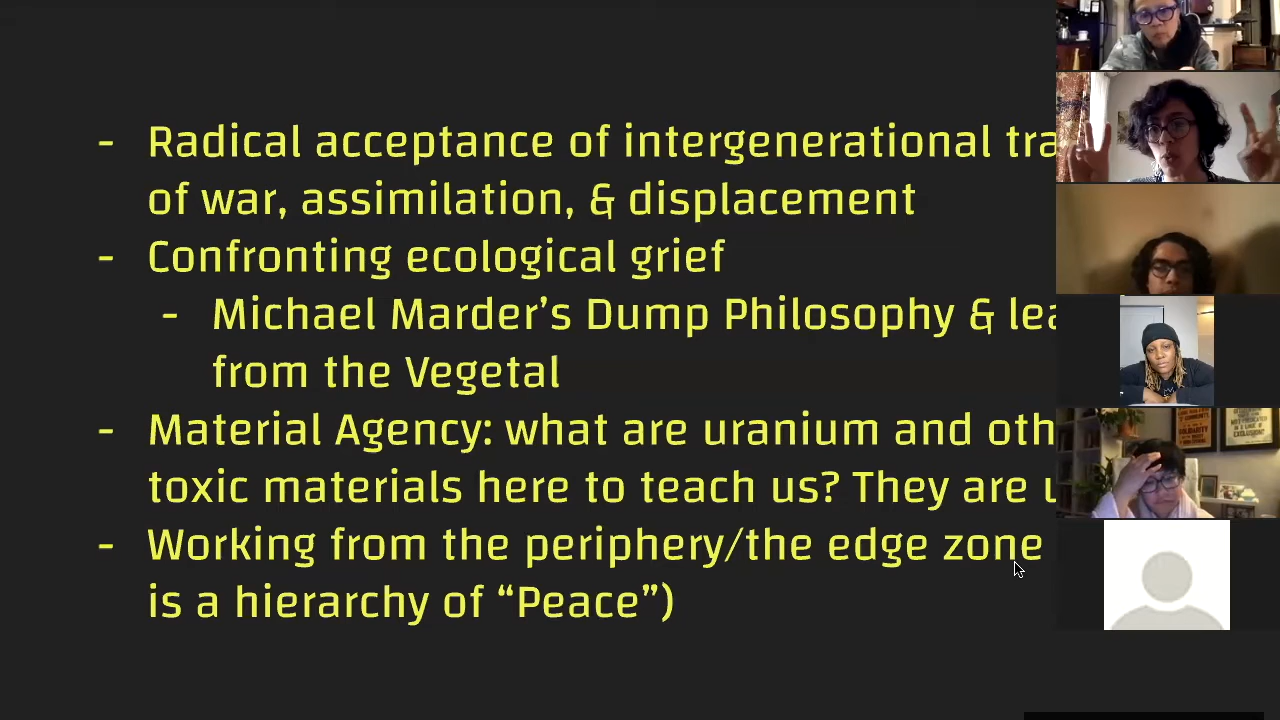 - Radical acceptance of intergenerational tra
of war, assimilation, & displacement
- Confronting ecological grief
- Michael Marder’s Dump Philosophy & lea
from the Vegetal
- Material Agency: what are uranium and oth
toxic materials here to teach us? They are u
- Working from the periphery/the edge zone
is a hierarchy of “Peace”)
SOLIDARITY
EXCLUSION!